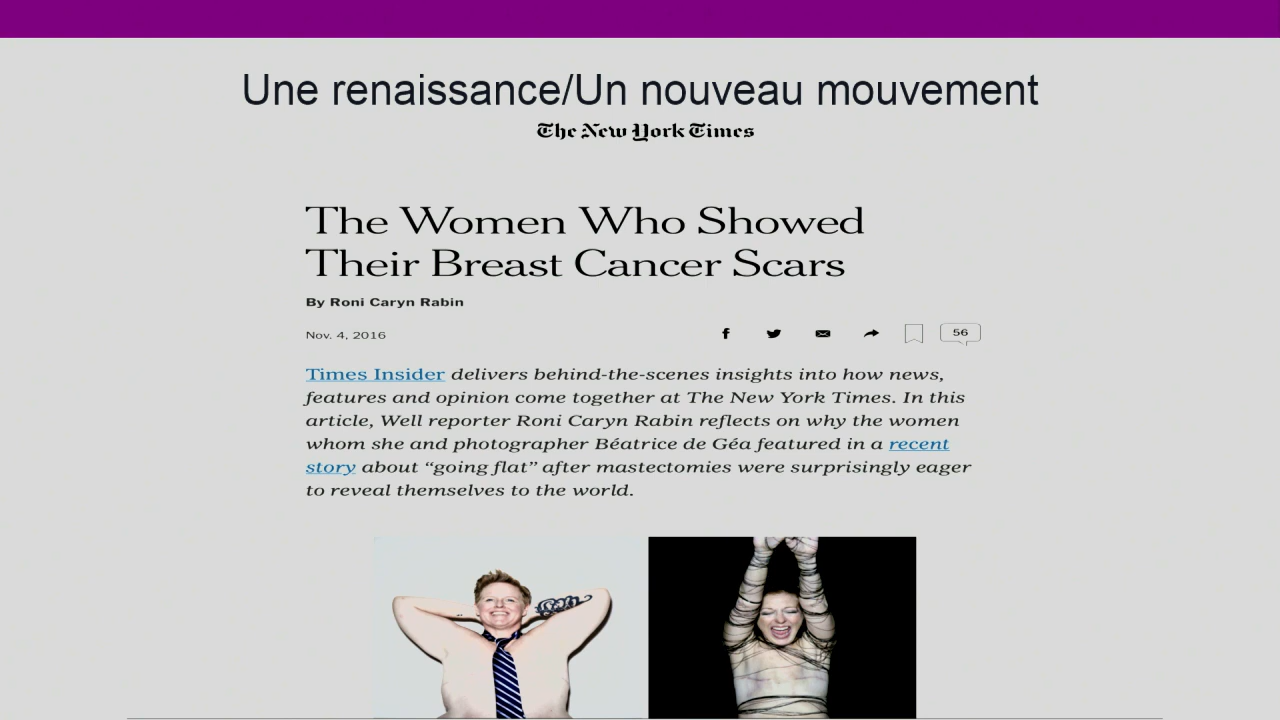 Une renaissance/Un nouveau mouvement
The New York Times
The Women Who Showed
Their Breast Cancer Scars
By Roni Caryn Rabin
Nov. 4, 2016
56
Times Insider delivers behind-the-scenes insights into how news,
features and opinion come together at The New York Times. In this
article, Well reporter Roni Caryn Rabin reflects on why the women
whom she and photographer Béatrice de Géa featured in a recent
story about “going flat” after mastectomies were surprisingly eager
to reveal themselves to the world.